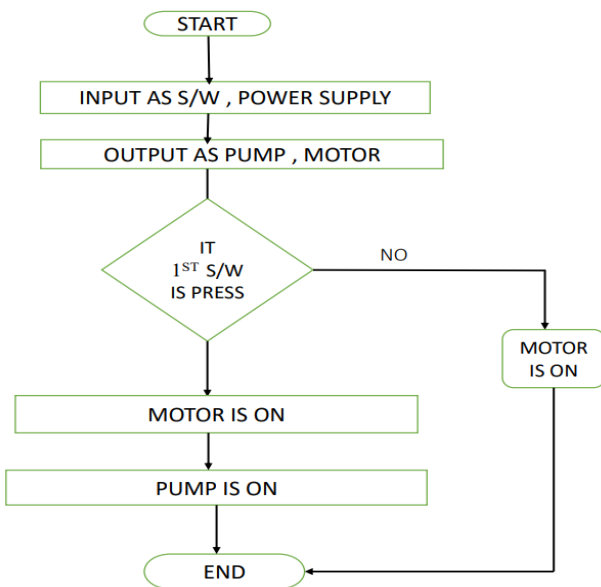 START
INPUT AS S/W , POWER SUPPLY
OUTPUT AS PUMP , MOTOR
IT
1ST S/W
IS PRESS
NO
MOTOR
IS ON
MOTOR IS ON
PUMP IS ON
END